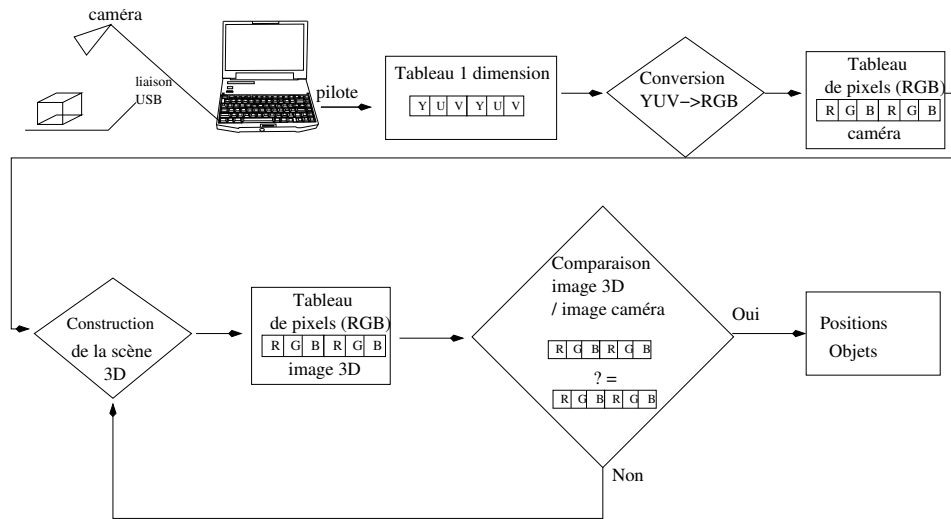 caméra
liaison
USB
pilote
Tableau 1 dimension
Y U V Y U V
Conversion
YUV->RGB
Tableau
de pixels (RGB)
R G B R G B
caméra
Construction
de la scène
3D
Tableau
de pixels (RGB)
R G B R G B
image 3D
Comparaison
image 3D
/ image caméra
R G B R G B
? =
R G B R G B
Oui
Non
Positions
Objets